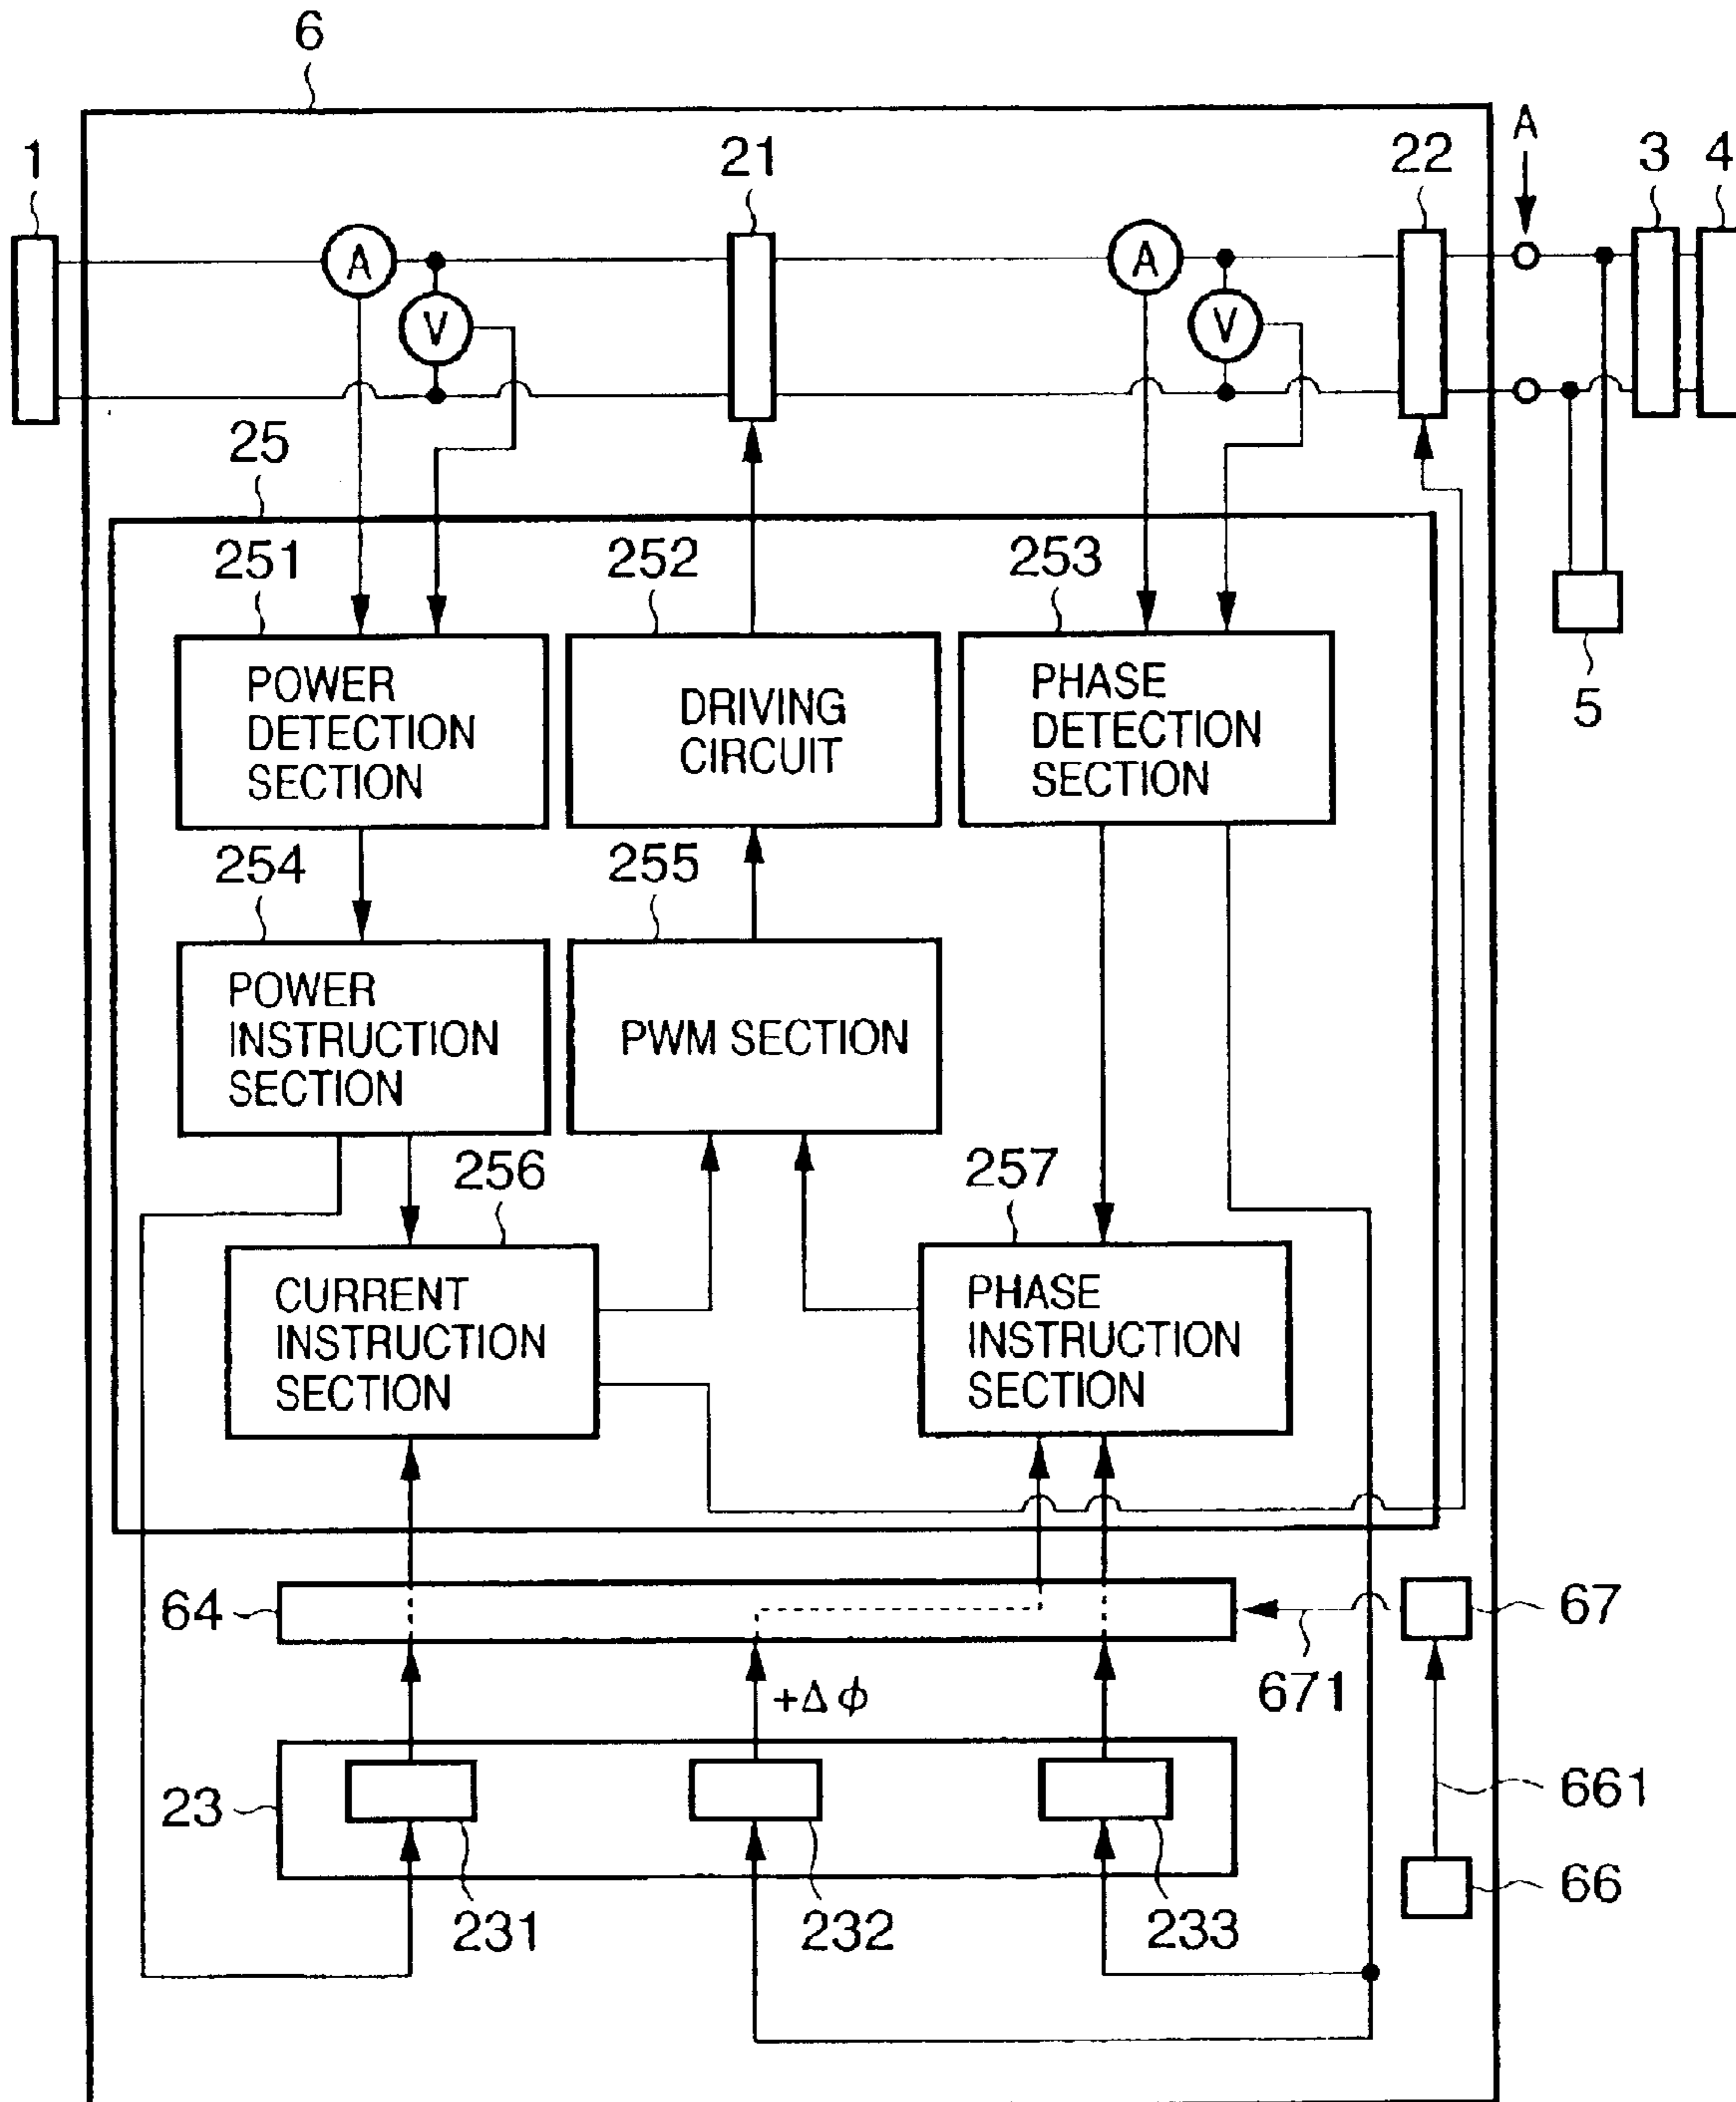 6
A
1
21
22
3
4
A
A
V
V
25
251
252
253
5
POWER
DETECTION
SECTION
DRIVING
CIRCUIT
PHASE
DETECTION
SECTION
254
255
POWER
INSTRUCTION
SECTION
PWM SECTION
256
257
CURRENT
INSTRUCTION
SECTION
PHASE
INSTRUCTION
SECTION
64
67
671
+Δϕ
23
661
66
231
232
233